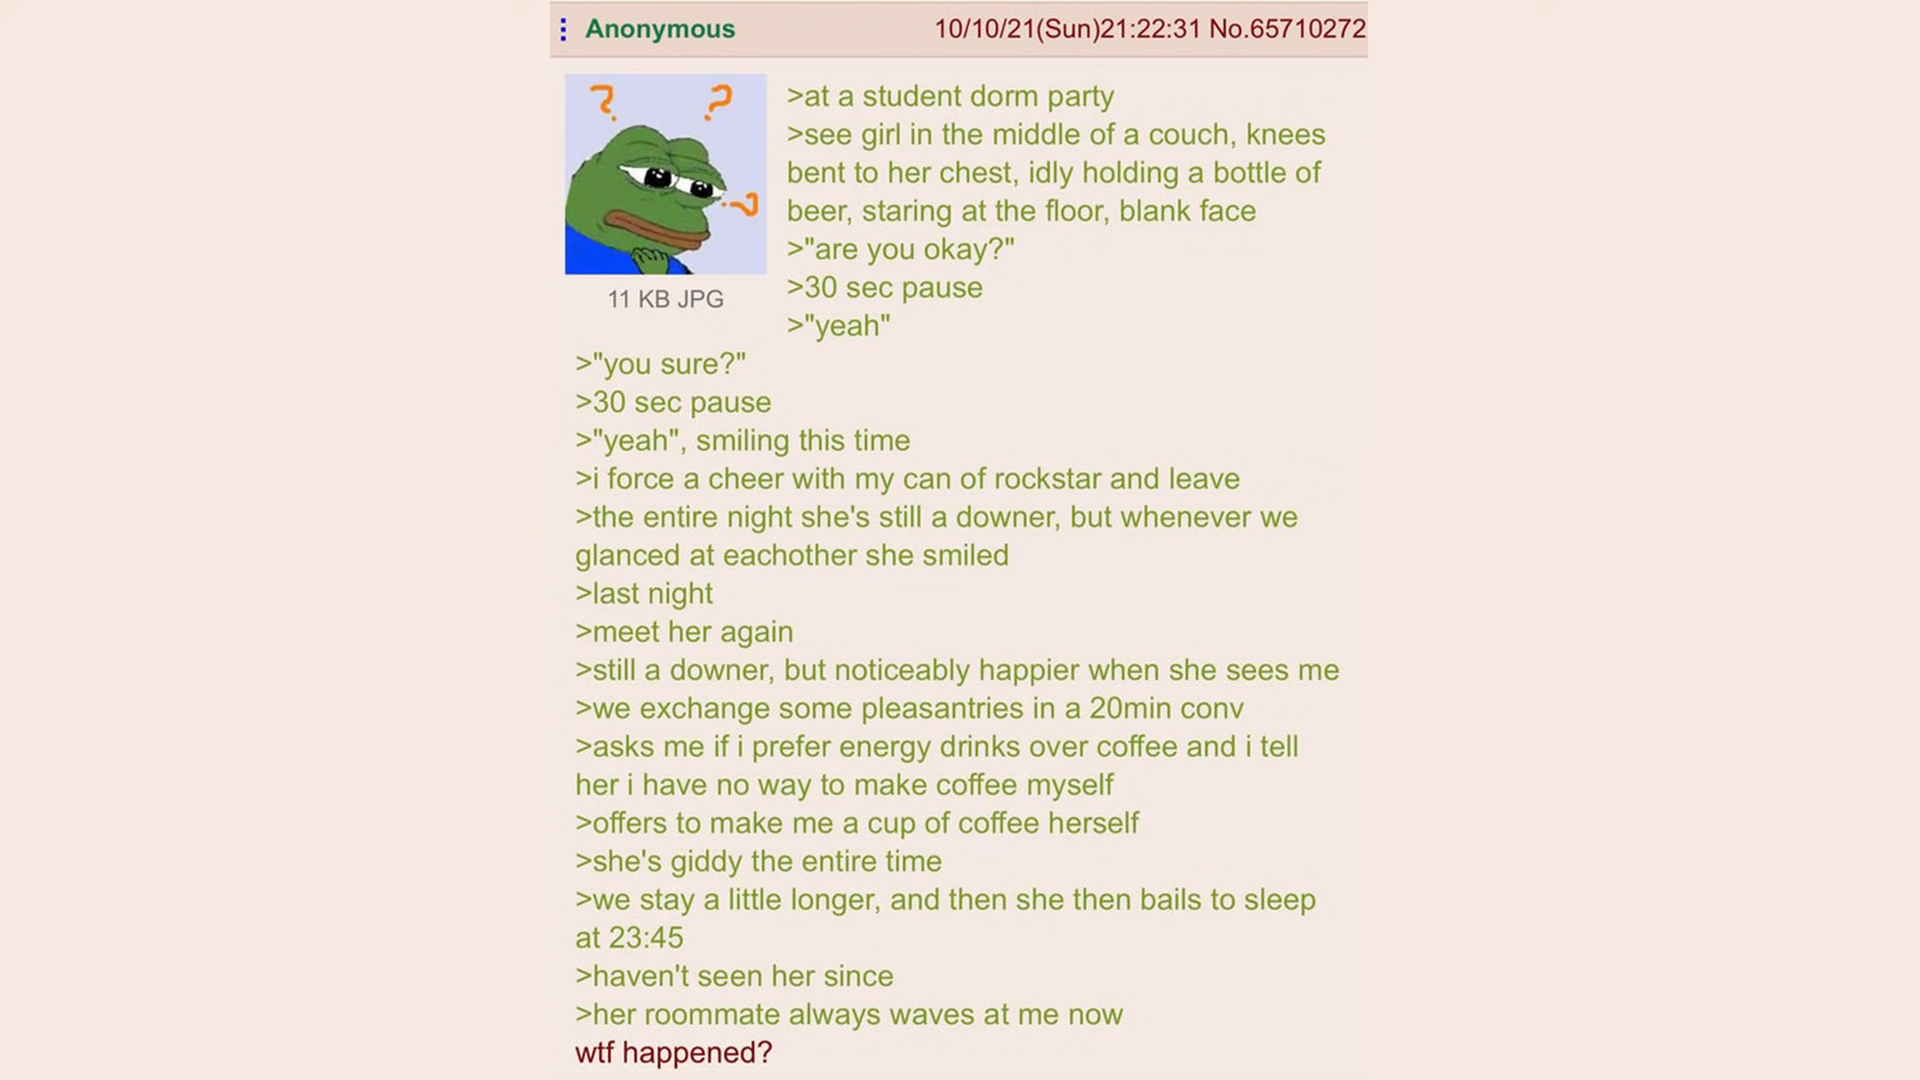 Anonymous 10/10/21(Sun)21:22:31 No.65710272
? ? ?
11 KB JPG
>at a student dorm party
>see girl in the middle of a couch, knees
bent to her chest, idly holding a bottle of
beer, staring at the floor, blank face
>"are you okay?"
>30 sec pause
>"yeah"
>"you sure?"
>30 sec pause
>"yeah", smiling this time
>i force a cheer with my can of rockstar and leave
>the entire night she's still a downer, but whenever we
glanced at eachother she smiled
>last night
>meet her again
>still a downer, but noticeably happier when she sees me
>we exchange some pleasantries in a 20min conv
>asks me if i prefer energy drinks over coffee and i tell
her i have no way to make coffee myself
>offers to make me a cup of coffee herself
>she's giddy the entire time
>we stay a little longer, and then she then bails to sleep
at 23:45
>haven't seen her since
>her roommate always waves at me now
wtf happened?